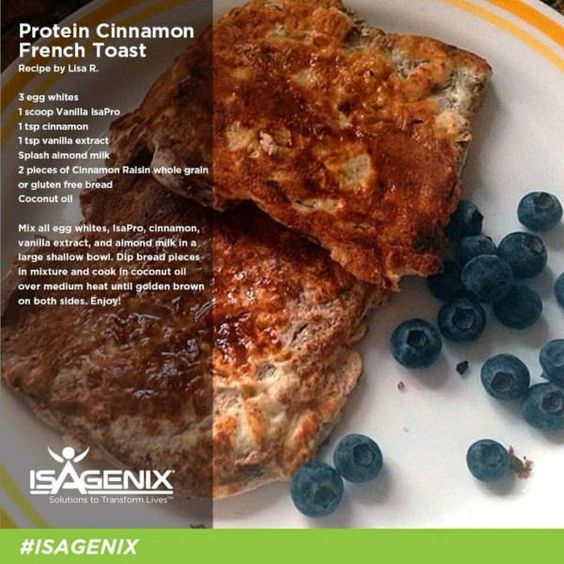 Protein Cinnamon
French Toast
Recipe by Lisa R.
3 egg whites
1 scoop Vanilla IsaPro
1 tsp cinnamon
1 tsp vanilla extract
Splash almond milk
2 pieces of Cinnamon Raisin whole grain
or gluten free bread
Coconut oil
Mix all egg whites, IsaPro, cinnamon,
vanilla extract, and almond milk in a
large shallow bowl. Dip bread pieces
in mixture and cook in coconut oil
over medium heat until golden brown
on both sides. Enjoy!
ISAGENIX
Solutions to Transform Lives™
#ISAGENIX